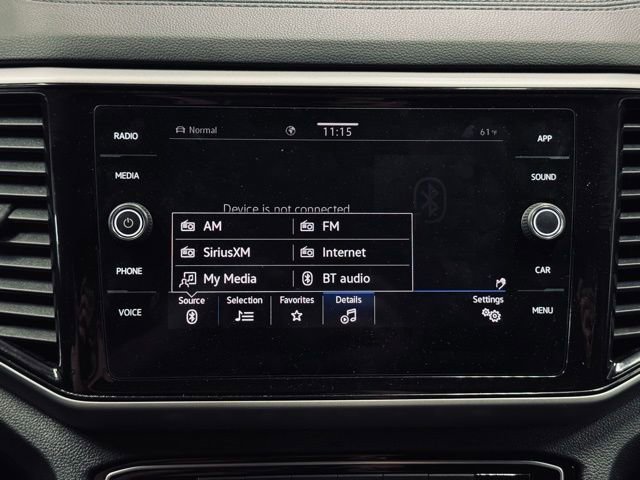 RADIO
MEDIA
PHONE
VOICE
Normal
11:15
61°F
Device is not connected.
AM
FM
SiriusXM
Internet
My Media
BT audio
Source
Selection
Favorites
Details
Settings
APP
SOUND
CAR
MENU